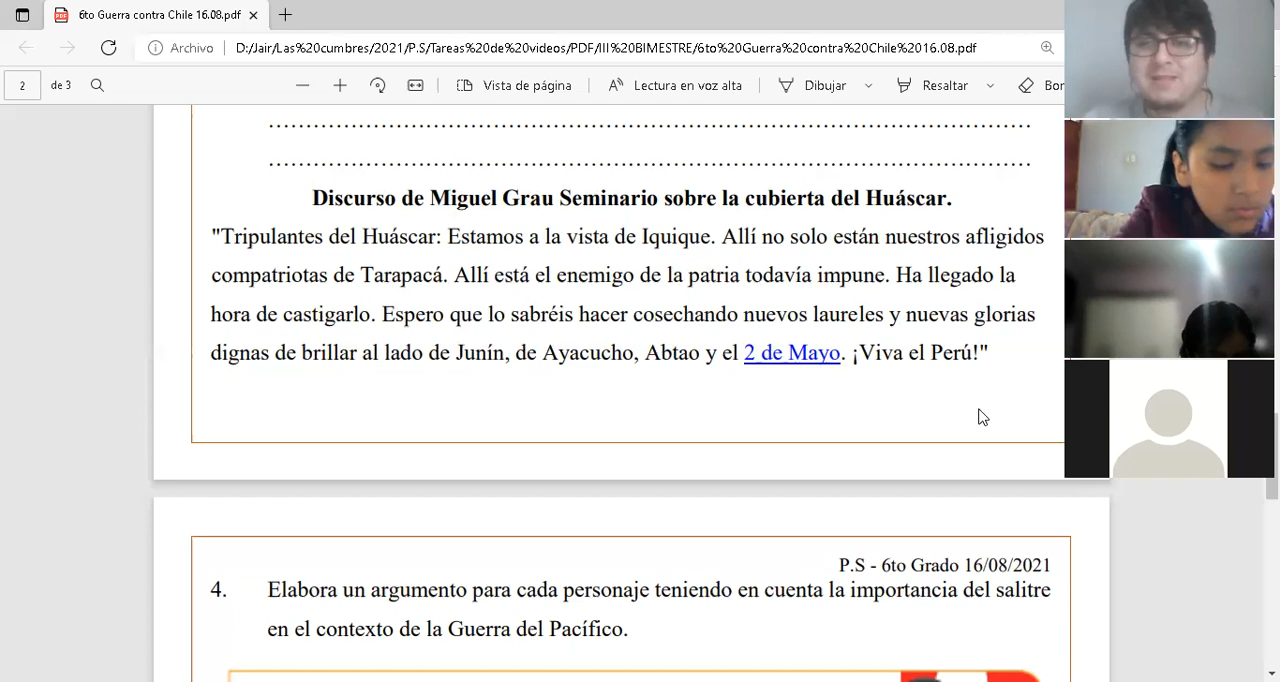 6to Guerra contra Chile 16.08.pdf
Archivo D:/Jair/Las%20cumbres/2021/P.S/Tareas%20de%20videos/PDF/III%20BIMESTRE/6to%20Guerra%20contra%20Chile%2016.08.pdf
2 de 3 Vista de página Lectura en voz alta Dibujar Resaltar Bor
Discurso de Miguel Grau Seminario sobre la cubierta del Huáscar.
"Tripulantes del Huáscar: Estamos a la vista de Iquique. Allí no solo están nuestros afligidos
compatriotas de Tarapacá. Allí está el enemigo de la patria todavía impune. Ha llegado la
hora de castigarlo. Espero que lo sabréis hacer cosechando nuevos laureles y nuevas glorias
dignas de brillar al lado de Junín, de Ayacucho, Abtao y el 2 de Mayo. ¡Viva el Perú!"
P.S - 6to Grado 16/08/2021
4. Elabora un argumento para cada personaje teniendo en cuenta la importancia del salitre
en el contexto de la Guerra del Pacífico.